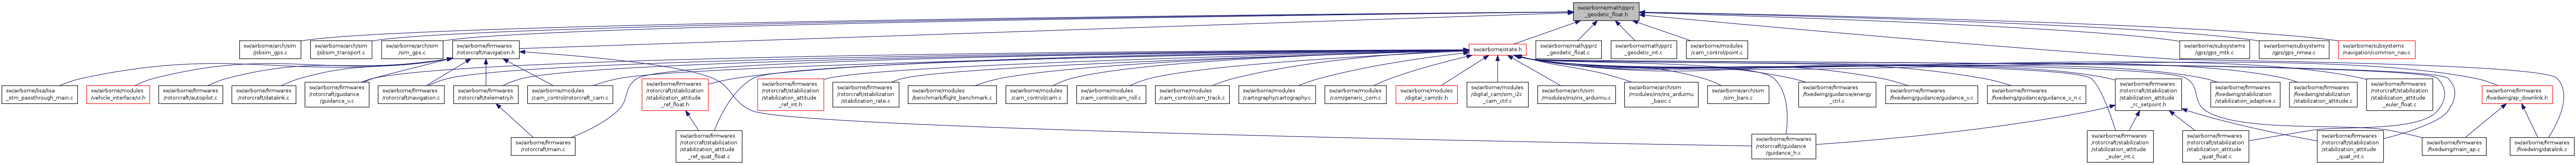 sw/airborne/math/pprz
_geodetic_float.h
sw/airborne/arch/sim
/jsbsim_gps.c
sw/airborne/arch/sim
/jsbsim_transport.c
sw/airborne/arch/sim
/sim_gps.c
sw/airborne/firmwares
/rotorcraft/navigation.h
sw/airborne/state.h
sw/airborne/math/pprz
_geodetic_float.c
sw/airborne/math/pprz
_geodetic_int.c
sw/airborne/modules
/cam_control/point.c
sw/airborne/subsystems
/gps/gps_mtk.c
sw/airborne/subsystems
/gps/gps_nmea.c
sw/airborne/subsystems
/navigation/common_nav.c
sw/airborne/lisa/lisa
_stm_passthrough_main.c
sw/airborne/modules
/vehicle_interface/vi.h
sw/airborne/firmwares
/rotorcraft/autopilot.c
sw/airborne/firmwares
/rotorcraft/datalink.c
sw/airborne/firmwares
/rotorcraft/guidance
/guidance_v.c
sw/airborne/firmwares
/rotorcraft/navigation.c
sw/airborne/firmwares
/rotorcraft/telemetry.h
sw/airborne/modules
/cam_control/rotorcraft_cam.c
sw/airborne/firmwares
/rotorcraft/stabilization
/stabilization_attitude
_ref_float.h
sw/airborne/firmwares
/rotorcraft/stabilization
/stabilization_attitude
_ref_int.h
sw/airborne/firmwares
/rotorcraft/stabilization
/stabilization_rate.c
sw/airborne/modules
/benchmark/flight_benchmark.c
sw/airborne/modules
/cam_control/cam.c
sw/airborne/modules
/cam_control/cam_roll.c
sw/airborne/modules
/cam_control/cam_track.c
sw/airborne/modules
/cartography/cartography.c
sw/airborne/modules
/com/generic_com.c
sw/airborne/modules
/digital_cam/dc.h
sw/airborne/modules
/digital_cam/sim_i2c
_cam_ctrl.c
sw/airborne/arch/sim
/modules/ins/ins_arduimu.c
sw/airborne/arch/sim
/modules/ins/ins_arduimu
_basic.c
sw/airborne/arch/sim
/sim_baro.c
sw/airborne/firmwares
/fixedwing/guidance/energy
_ctrl.c
sw/airborne/firmwares
/fixedwing/guidance/guidance_v.c
sw/airborne/firmwares
/fixedwing/guidance/guidance_v_n.c
sw/airborne/firmwares
/rotorcraft/stabilization
/stabilization_attitude
_rc_setpoint.h
sw/airborne/firmwares
/fixedwing/stabilization
/stabilization_adaptive.c
sw/airborne/firmwares
/fixedwing/stabilization
/stabilization_attitude.c
sw/airborne/firmwares
/rotorcraft/stabilization
/stabilization_attitude
_euler_float.c
sw/airborne/firmwares
/fixedwing/ap_downlink.h
sw/airborne/firmwares
/rotorcraft/main.c
sw/airborne/firmwares
/rotorcraft/stabilization
/stabilization_attitude
_ref_quat_float.c
sw/airborne/firmwares
/rotorcraft/guidance
/guidance_h.c
sw/airborne/firmwares
/rotorcraft/stabilization
/stabilization_attitude
_euler_int.c
sw/airborne/firmwares
/rotorcraft/stabilization
/stabilization_attitude
_quat_float.c
sw/airborne/firmwares
/rotorcraft/stabilization
/stabilization_attitude
_quat_int.c
sw/airborne/firmwares
/fixedwing/main_ap.c
sw/airborne/firmwares
/fixedwing/datalink.c